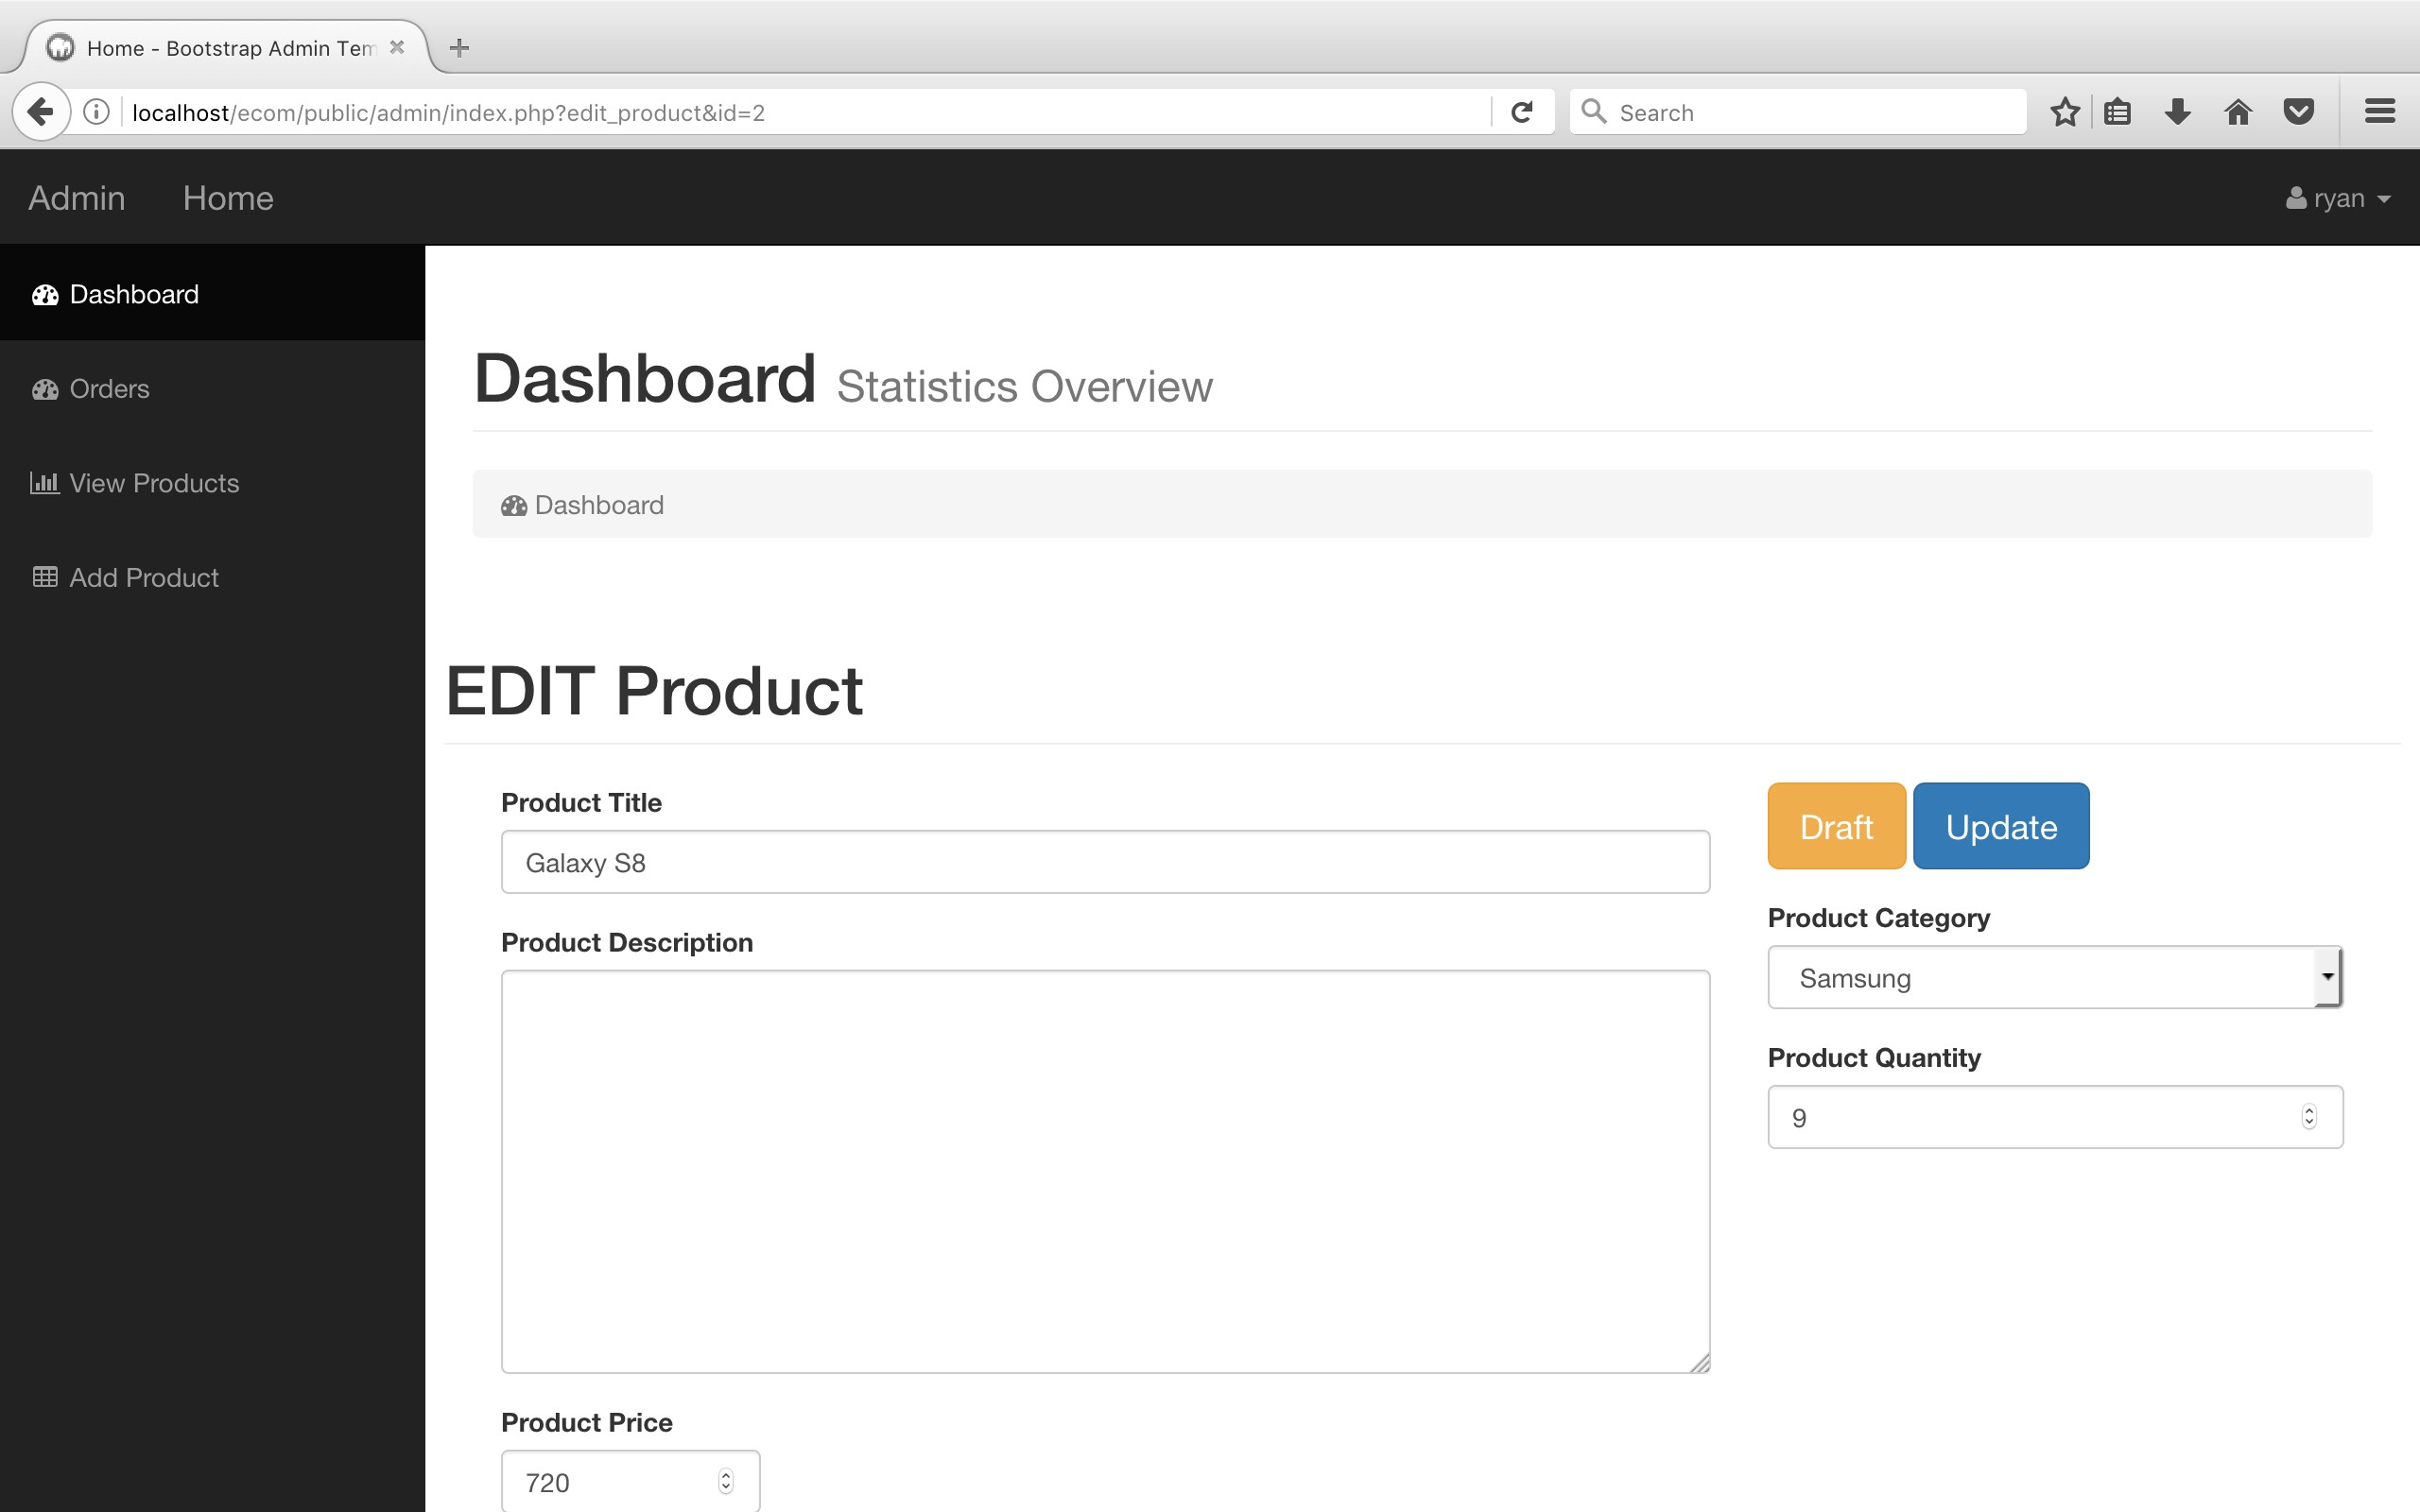 Home - Bootstrap Admin Tem
localhost/ecom/public/admin/index.php?edit_product&id=2
Search
Admin Home
ryan
Dashboard
Orders
View Products
Add Product
Dashboard Statistics Overview
Dashboard
EDIT Product
Product Title
Galaxy S8
Product Description
Product Price
720
Draft Update
Product Category
Samsung
Product Quantity
9